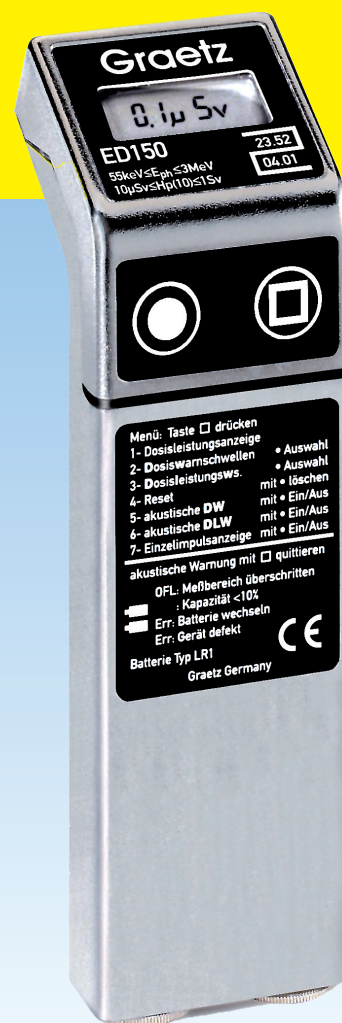 Graetz
0.1µ Sv
ED150
23.52
55keV≤Eph≤3MeV
04.01
10µSv≤Hp(10)≤1Sv
Menü: Taste □ drücken
1- Dosisleistungsanzeige
2- Dosiswarnschwellen • Auswahl
3- Dosisleistungsws. • Auswahl
4- Reset mit • löschen
5- akustische DW mit • Ein/Aus
6- akustische DLW mit • Ein/Aus
7- Einzelimpulsanzeige mit • Ein/Aus
akustische Warnung mit □ quittieren
OFL: Meßbereich überschritten
: Kapazität <10%
Err: Batterie wechseln
Err: Gerät defekt
CE
Batterie Typ LR1
Graetz Germany